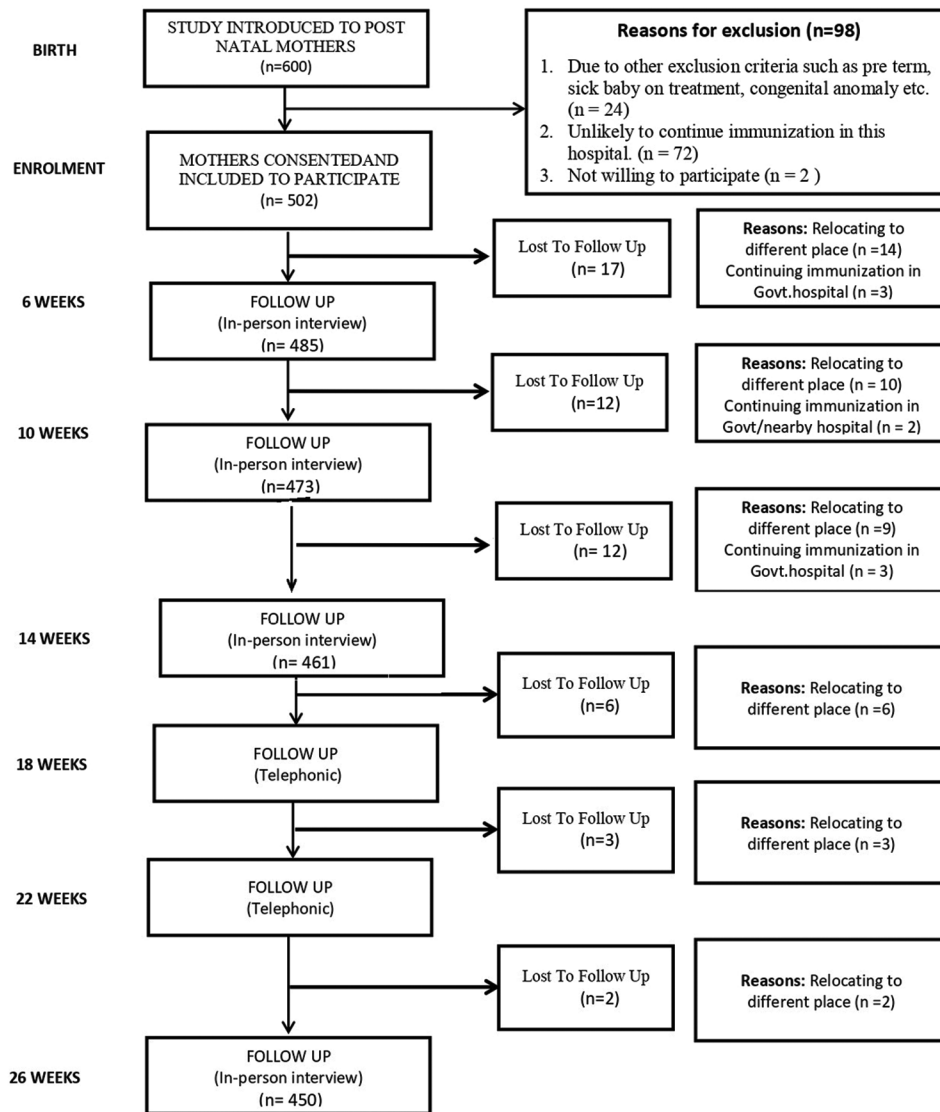 BIRTH
STUDY INTRODUCED TO POST
NATAL MOTHERS
(n=600)
Reasons for exclusion (n=98)
1. Due to other exclusion criteria such as pre term,
sick baby on treatment, congenital anomaly etc.
(n = 24)
2. Unlikely to continue immunization in this
hospital. (n = 72)
3. Not willing to participate (n = 2 )
ENROLMENT
MOTHERS CONSENTEDAND
INCLUDED TO PARTICIPATE
(n= 502)
Lost To Follow Up
(n= 17)
Reasons: Relocating to
different place (n =14)
Continuing immunization in
Govt.hospital (n =3)
6 WEEKS
FOLLOW UP
(In-person interview)
(n= 485)
Lost To Follow Up
(n=12)
Reasons: Relocating to
different place (n = 10)
Continuing immunization in
Govt/nearby hospital (n = 2)
10 WEEKS
FOLLOW UP
(In-person interview)
(n=473)
Lost To Follow Up
(n= 12)
Reasons: Relocating to
different place (n =9)
Continuing immunization in
Govt.hospital (n = 3)
14 WEEKS
FOLLOW UP
(In-person interview)
(n= 461)
Lost To Follow Up
(n=6)
Reasons: Relocating to
different place (n =6)
18 WEEKS
FOLLOW UP
(Telephonic)
Lost To Follow Up
(n=3)
Reasons: Relocating to
different place (n =3)
22 WEEKS
FOLLOW UP
(Telephonic)
Lost To Follow Up
(n=2)
Reasons: Relocating to
different place (n =2)
26 WEEKS
FOLLOW UP
(In-person interview)
(n= 450)